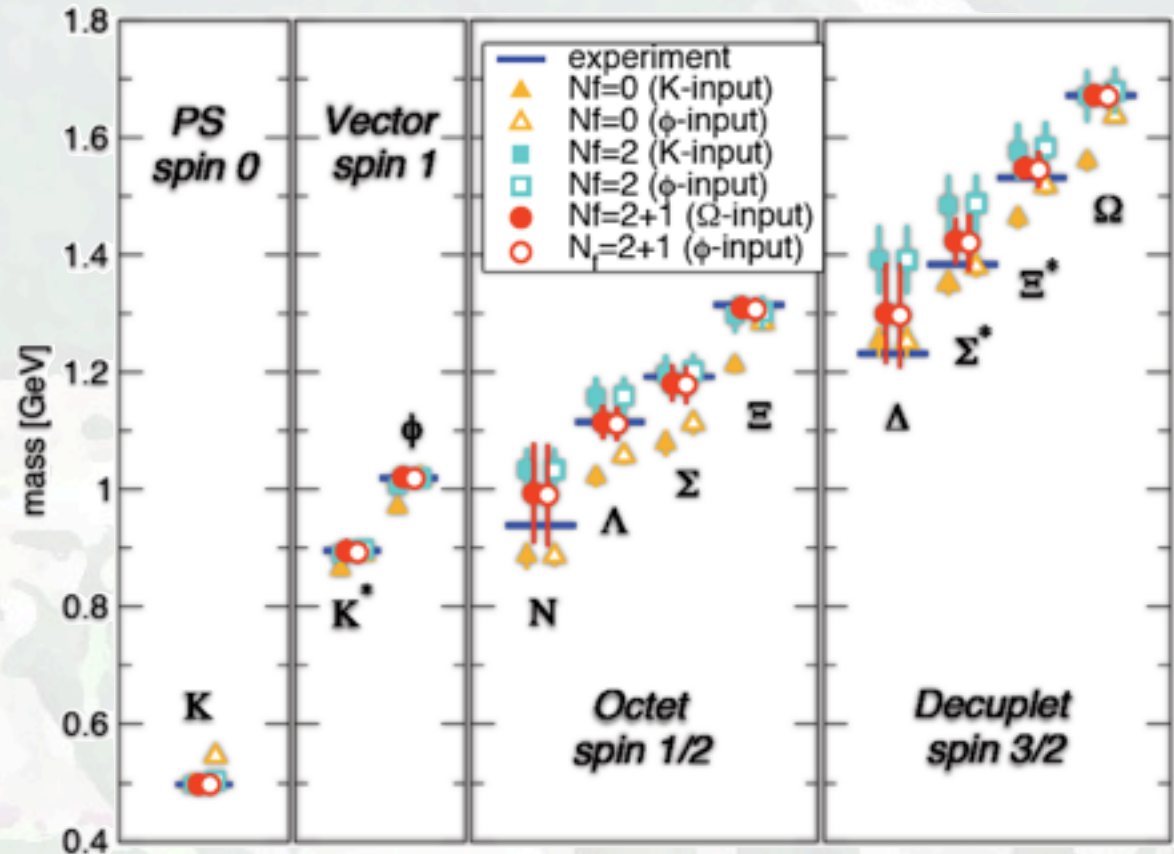 1.8
1.6
1.4
1.2
1
0.8
0.6
0.4
mass [GeV]
PS
spin 0
K
Vector
spin 1
ϕ
K*
experiment
Nf=0 (K-input)
Nf=0 (ϕ-input)
Nf=2 (K-input)
Nf=2 (ϕ-input)
Nf=2+1 (Ω-input)
N_f=2+1 (ϕ-input)
Ξ
Σ
Λ
N
Octet
spin 1/2
Ω
Ξ*
Σ*
Δ
Decuplet
spin 3/2